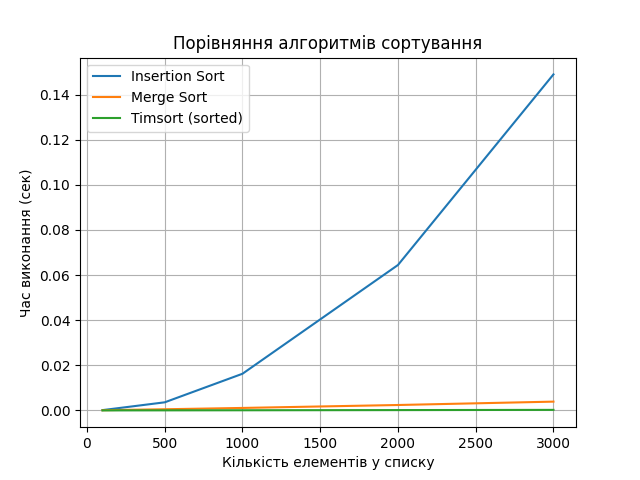 Порівняння алгоритмів сортування
Insertion Sort
Merge Sort
Timsort (sorted)
0.14
0.12
0.10
0.08
0.06
0.04
0.02
0.00
Час виконання (сек)
0 500 1000 1500 2000 2500 3000
Кількість елементів у списку